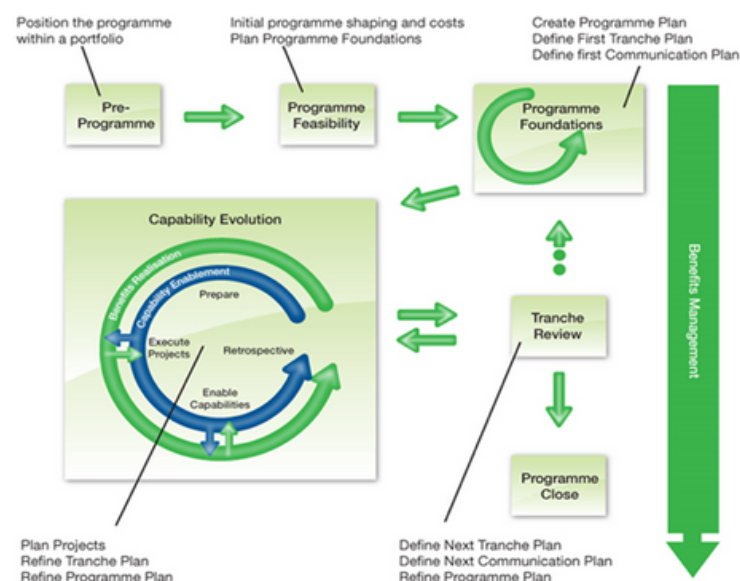 Position the programme
within a portfolio
Initial programme shaping and costs
Plan Programme Foundations
Create Programme Plan
Define First Tranche Plan
Define first Communication Plan
Pre-
Programme
Programme
Feasibility
Programme
Foundations
Capability Evolution
Benefits Realisation
Capability Enablement
Prepare
Execute
Projects
Retrospective
Enable
Capabilities
Tranche
Review
Benefits Management
Programme
Close
Plan Projects
Refine Tranche Plan
Refine Programme Plan
Define Next Tranche Plan
Define Next Communication Plan
Refine Programme Plan